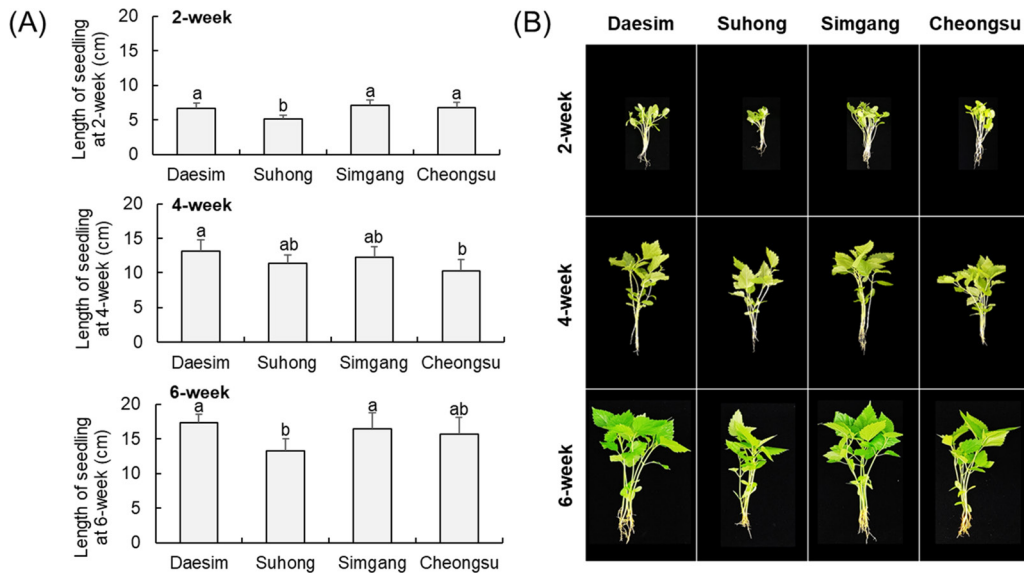 (A)
2-week
Length of seedling
at 2-week (cm)
20
15
10
5
0
a
b
a
a
Daesim Suhong Simgang Cheongsu
4-week
Length of seedling
at 4-week (cm)
20
15
10
5
0
a
ab
ab
b
Daesim Suhong Simgang Cheongsu
6-week
Length of seedling
at 6-week (cm)
20
15
10
5
0
a
b
a
ab
Daesim Suhong Simgang Cheongsu
(B)
Daesim Suhong Simgang Cheongsu
2-week
4-week
6-week